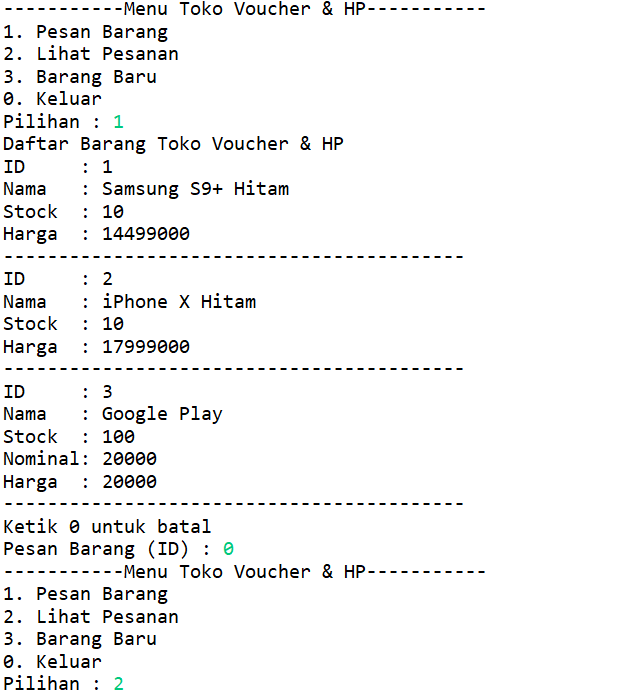 -----------Menu Toko Voucher & HP-----------
1. Pesan Barang
2. Lihat Pesanan
3. Barang Baru
0. Keluar
Pilihan : 1
Daftar Barang Toko Voucher & HP
ID     : 1
Nama   : Samsung S9+ Hitam
Stock  : 10
Harga  : 14499000
------------------------------------------
ID     : 2
Nama   : iPhone X Hitam
Stock  : 10
Harga  : 17999000
------------------------------------------
ID     : 3
Nama   : Google Play
Stock  : 100
Nominal: 20000
Harga  : 20000
------------------------------------------
Ketik 0 untuk batal
Pesan Barang (ID) : 0
-----------Menu Toko Voucher & HP-----------
1. Pesan Barang
2. Lihat Pesanan
3. Barang Baru
0. Keluar
Pilihan : 2